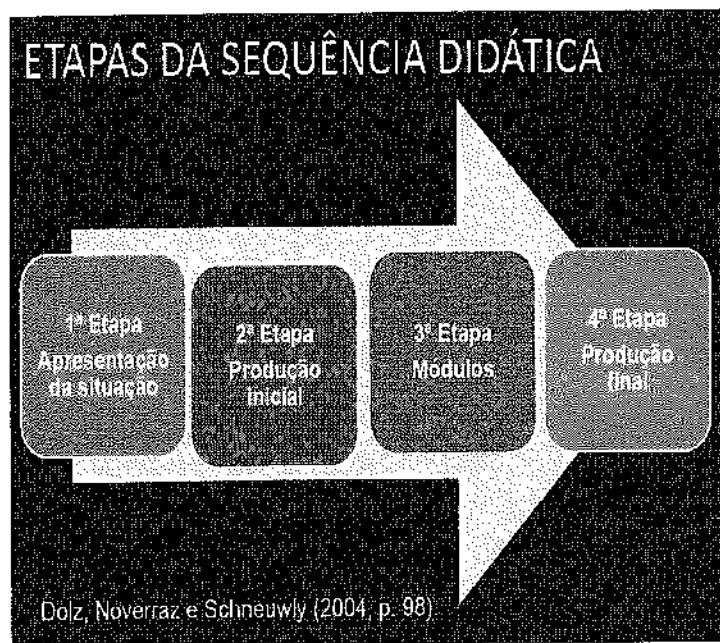 ETAPAS DA SEQUÊNCIA DIDÁTICA
1ª Etapa
Apresentação
da situação
2ª Etapa
Produção
inicial
3ª Etapa
Módulos
4ª Etapa
Produção
final
Dolz, Noverraz e Schneuwly (2004, p. 98)